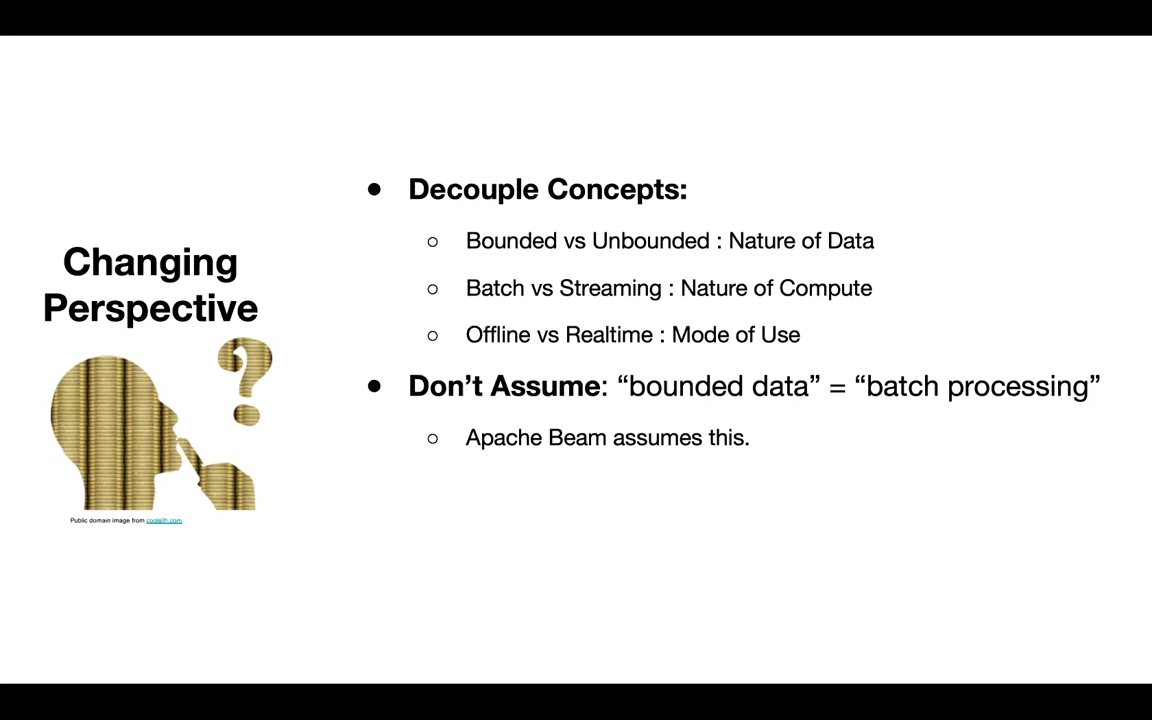 Changing
Perspective
Public domain image from coolsilh.com
● Decouple Concepts:
○ Bounded vs Unbounded : Nature of Data
○ Batch vs Streaming : Nature of Compute
○ Offline vs Realtime : Mode of Use
● Don’t Assume: “bounded data” = “batch processing”
○ Apache Beam assumes this.